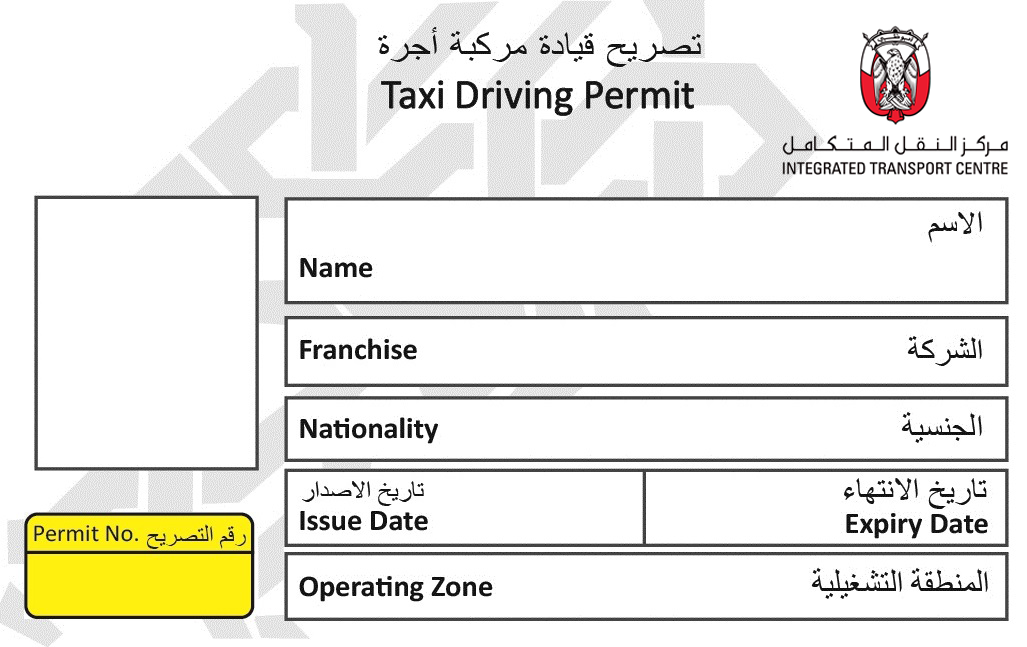 تصريح قيادة مركبة أجرة
Taxi Driving Permit
ابوظبي
مركز النقل المتكامل
INTEGRATED TRANSPORT CENTRE
الاسم
Name
Franchise الشركة
Nationality الجنسية
تاريخ الاصدار تاريخ الانتهاء
Issue Date Expiry Date
Permit No. رقم التصريح
Operating Zone المنطقة التشغيلية